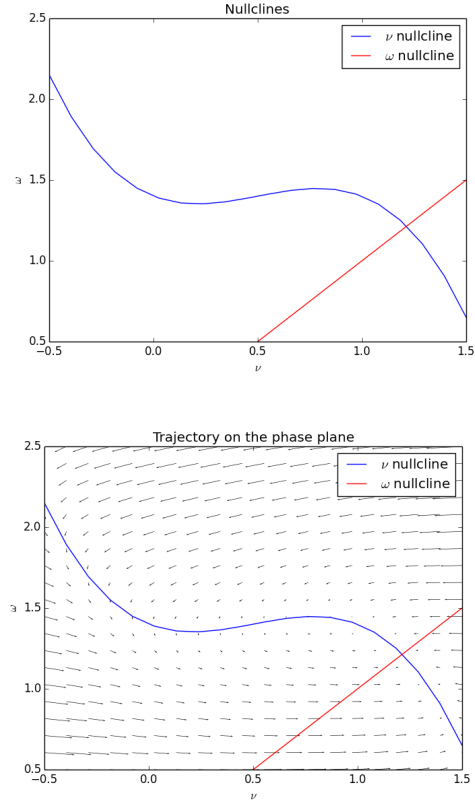 Nullclines
2.5
ν nullcline
ω nullcline
2.0
1.5
ω
1.0
0.5
−0.5 0.0 0.5 1.0 1.5
ν
Trajectory on the phase plane
2.5
ν nullcline
ω nullcline
2.0
1.5
ω
1.0
0.5
−0.5 0.0 0.5 1.0 1.5
ν